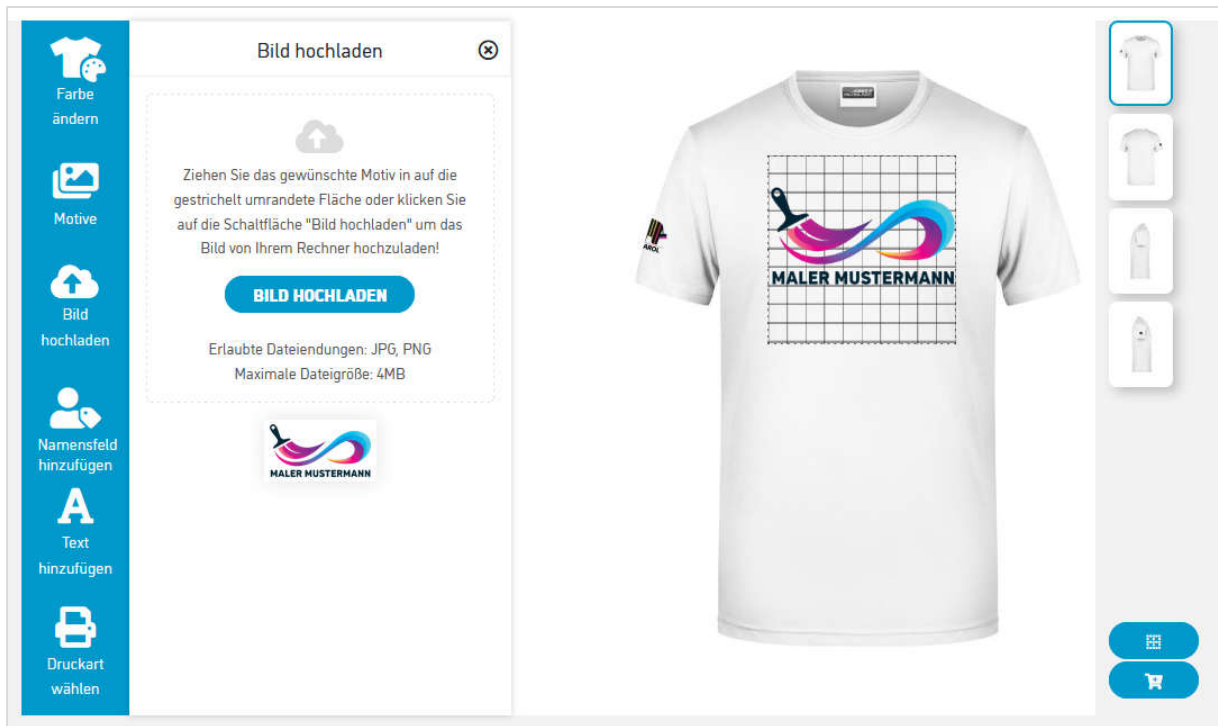 Farbe
ändern
Motive
Bild
hochladen
Namensfeld
hinzufügen
Text
hinzufügen
Druckart
wählen
Bild hochladen
Ziehen Sie das gewünschte Motiv in auf die
gestrichelt umrandete Fläche oder klicken Sie
auf die Schaltfläche "Bild hochladen" um das
Bild von Ihrem Rechner hochzuladen!
BILD HOCHLADEN
Erlaubte Dateiendungen: JPG, PNG
Maximale Dateigröße: 4MB
MALER MUSTERMANN
AROL
MALER MUSTERMANN